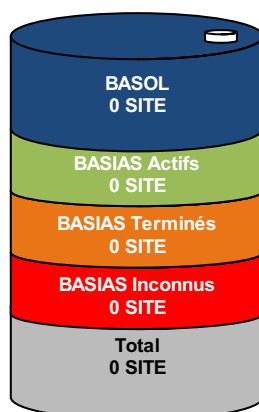 BASOL
0 SITE
BASIAS Actifs
0 SITE
BASIAS Terminés
0 SITE
BASIAS Inconnus
0 SITE
Total
0 SITE